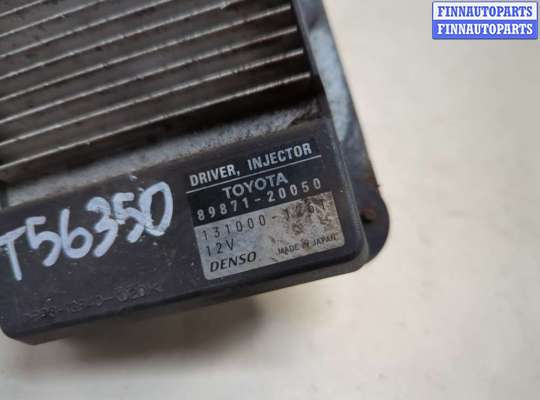 FINNAUTOPARTS
FINNAUTOPARTS
DRIVER, INJECTOR
TOYOTA
89871-20050
12V
DENSO MADE IN JAPAN
T56350